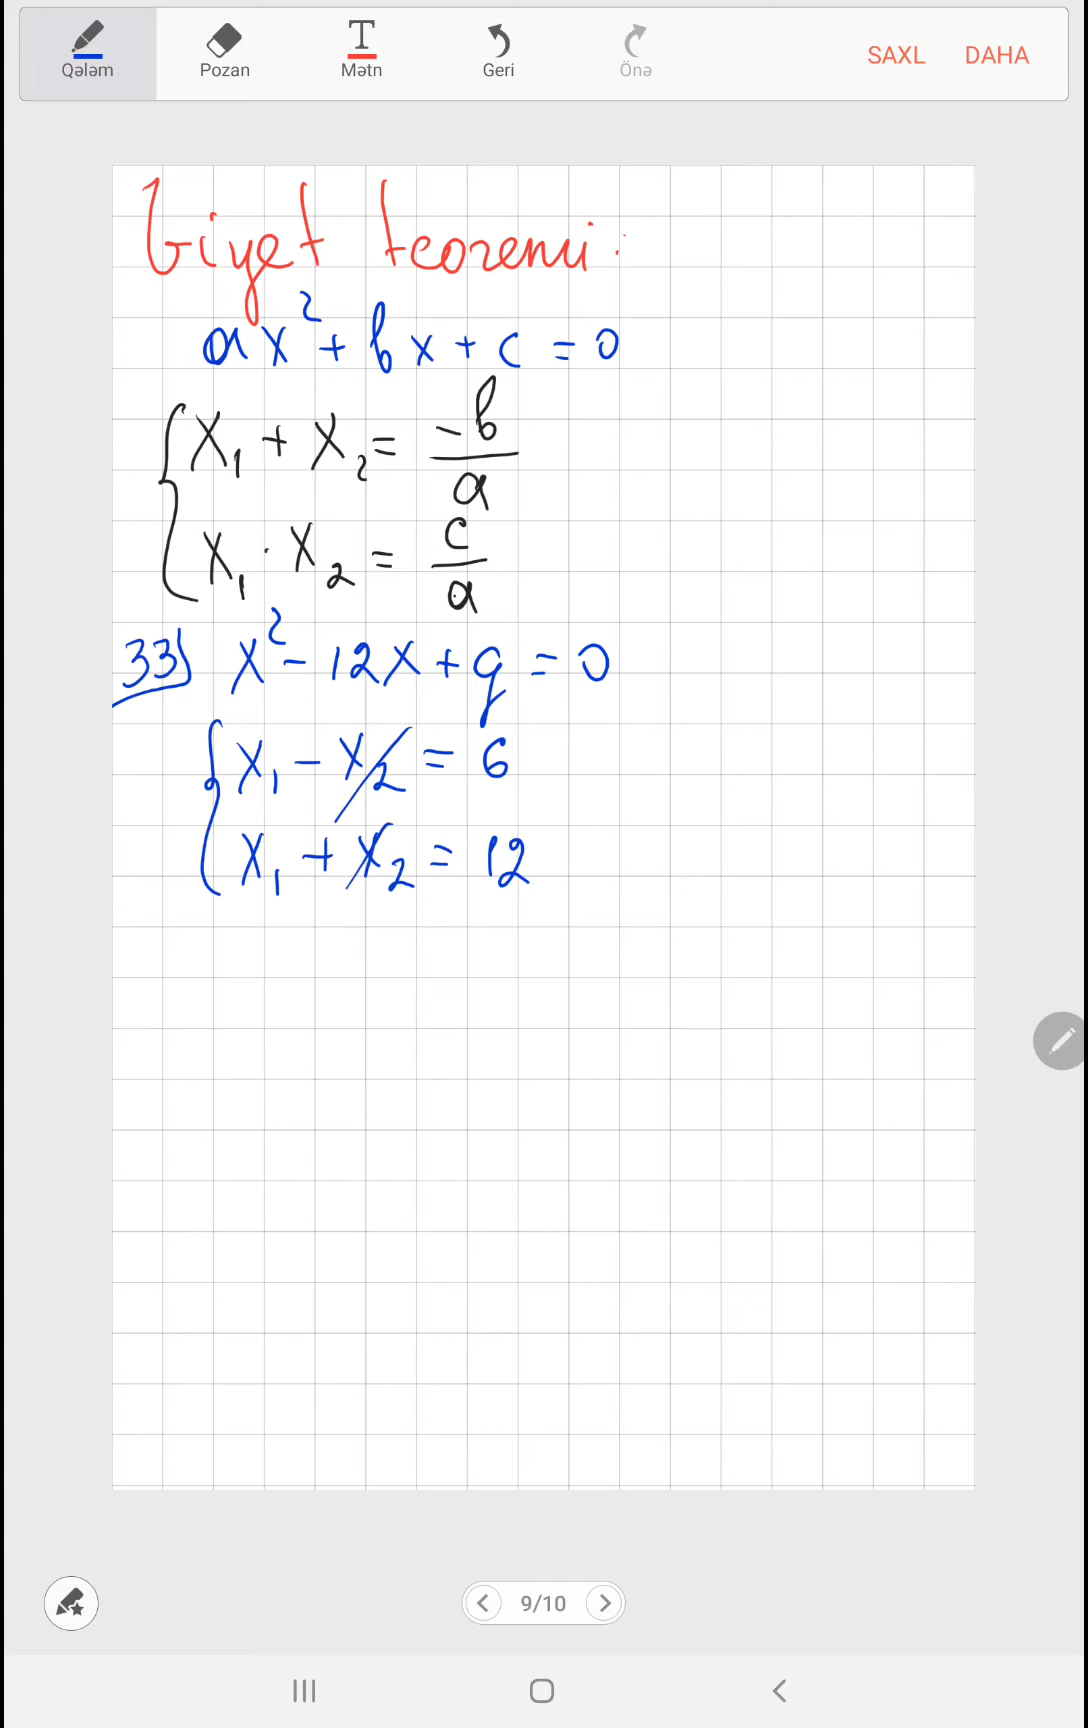 Qələm Pozan Mətn Geri Önə SAXL DAHA
Viyet teoremi:
ax² + bx + c = 0
x₁ + x₂ = -b/a
x₁ · x₂ = c/a
33) x² - 12x + q = 0
x₁ - x₂ = 6
x₁ + x₂ = 12
9/10